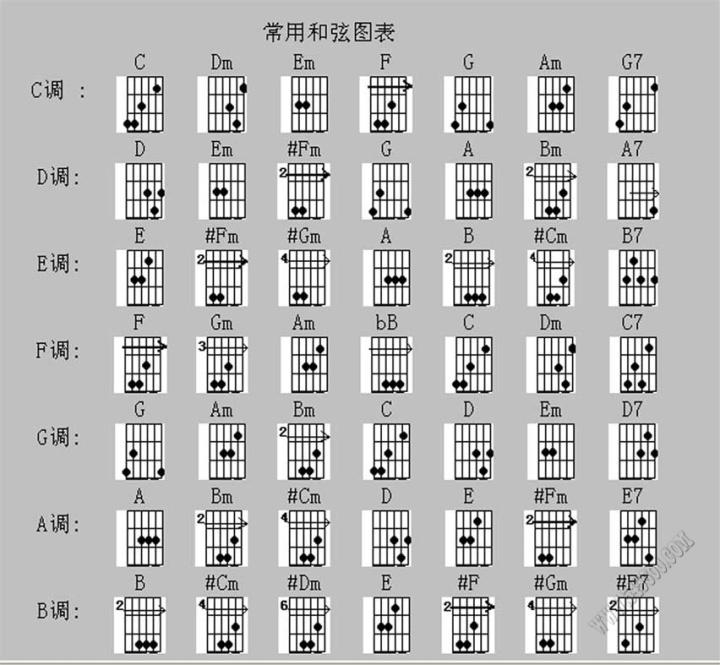 常用和弦图表
C Dm Em F G Am G7
C调 :
D Em #Fm G A Bm A7
D调: 2 2
E #Fm #Gm A B #Cm B7
E调: 2 4 2 4
F Gm Am bB C Dm C7
F调: 3
G Am Bm C D Em D7
G调: 2
A Bm #Cm D E #Fm E7
A调: 2 4 2
B #Cm #Dm E #F #Gm #F7
B调: 2 4 6 2 4 2